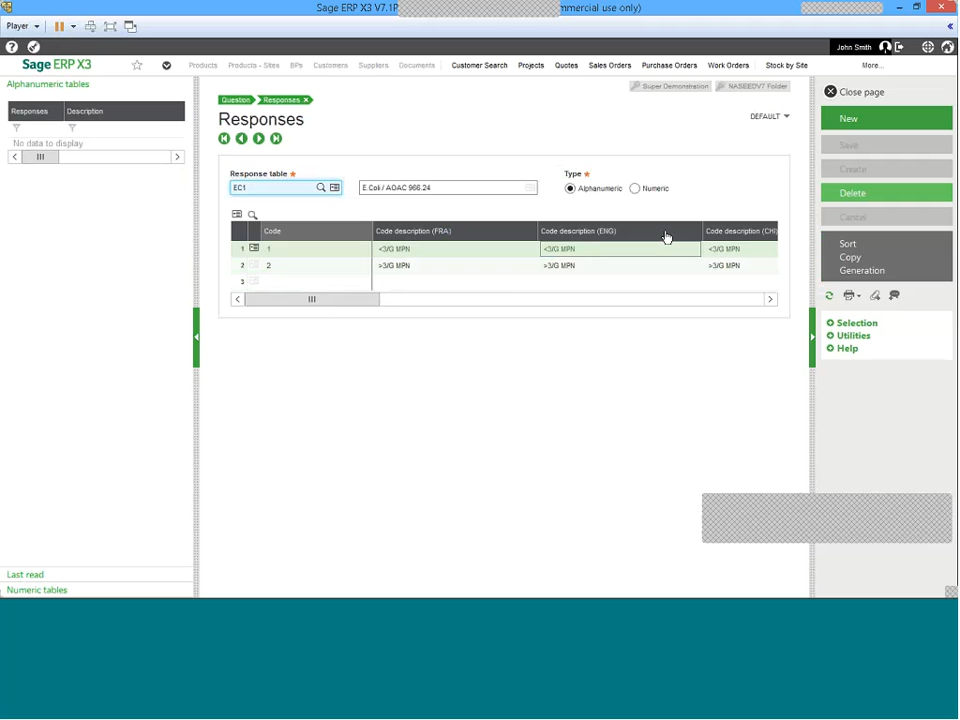 Sage ERP X3 V7.1P mmercial use only)
Player
John Smith
Sage ERP X3
Products Products - Sites BPs Customers Suppliers Documents Customer Search Projects Quotes Sales Orders Purchase Orders Work Orders Stock by Site More...
Alphanumeric tables
Responses Description
No data to display
Last read
Numeric tables
Question Responses
Super Demonstration NASEEDV7 Folder
Responses
DEFAULT
Response table
EC1 E.Coli / AOAC 966.24
Type
Alphanumeric Numeric
Code Code description (FRA) Code description (ENG) Code description (CHI)
1 1 <3/G MPN <3/G MPN <3/G MPN
2 2 >3/G MPN >3/G MPN >3/G MPN
3
Close page
New
Save
Create
Delete
Cancel
Sort
Copy
Generation
Selection
Utilities
Help